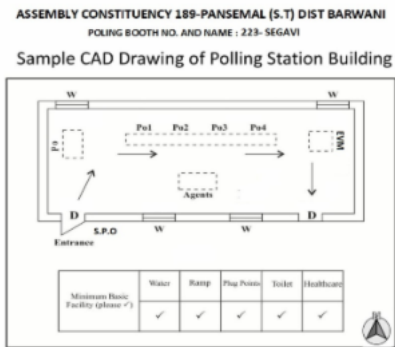 ASSEMBLY CONSTITUENCY 189-PANSEMAL (S.T) DIST BARWANI
POLING BOOTH NO. AND NAME : 223- SEGAVI
Sample CAD Drawing of Polling Station Building
W W
Po1 Po2 Po3 Po4
Po
EVM
Agents
D D
S.P.O
Entrance
W W
Minimum Basic Facility (please ✓)
Water Ramp Plug Points Toilet Healthcare
✓ ✓ ✓ ✓ ✓